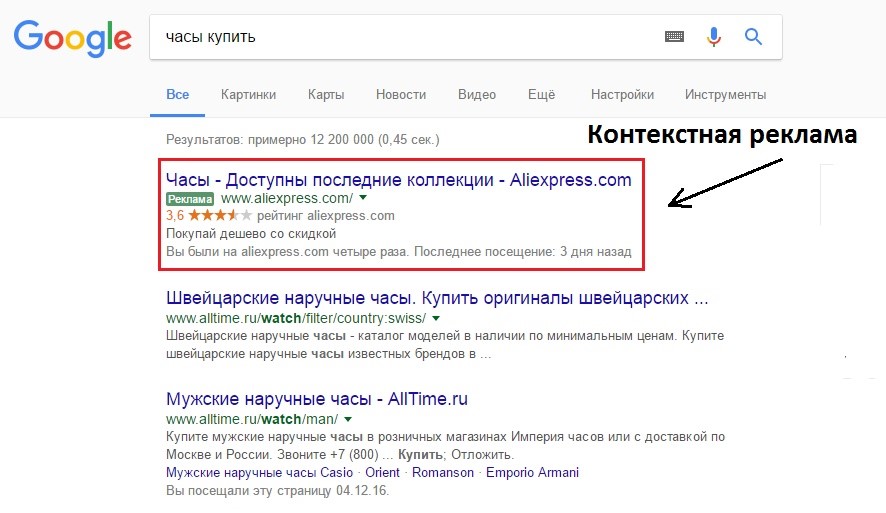 Google
часы купить
Все Картинки Карты Новости Видео Ещё Настройки Инструменты
Результатов: примерно 12 200 000 (0,45 сек.)
Контекстная реклама
Часы - Доступны последние коллекции - Aliexpress.com
Реклама www.aliexpress.com/
3,6 рейтинг aliexpress.com
Покупай дешево со скидкой
Вы были на aliexpress.com четыре раза. Последнее посещение: 3 дня назад
Швейцарские наручные часы. Купить оригиналы швейцарских ...
www.alltime.ru/watch/filter/country:swiss/
Швейцарские наручные часы - каталог моделей в наличии по минимальным ценам. Купите
швейцарские наручные часы известных брендов в ...
Мужские наручные часы - AllTime.ru
www.alltime.ru/watch/man/
Купите мужские наручные часы в розничных магазинах Империя часов или с доставкой по
Москве и России. Звоните +7 (800) ... Купить; Отложить.
Мужские наручные часы Casio · Orient · Romanson · Emporio Armani
Вы посещали эту страницу 04.12.16.